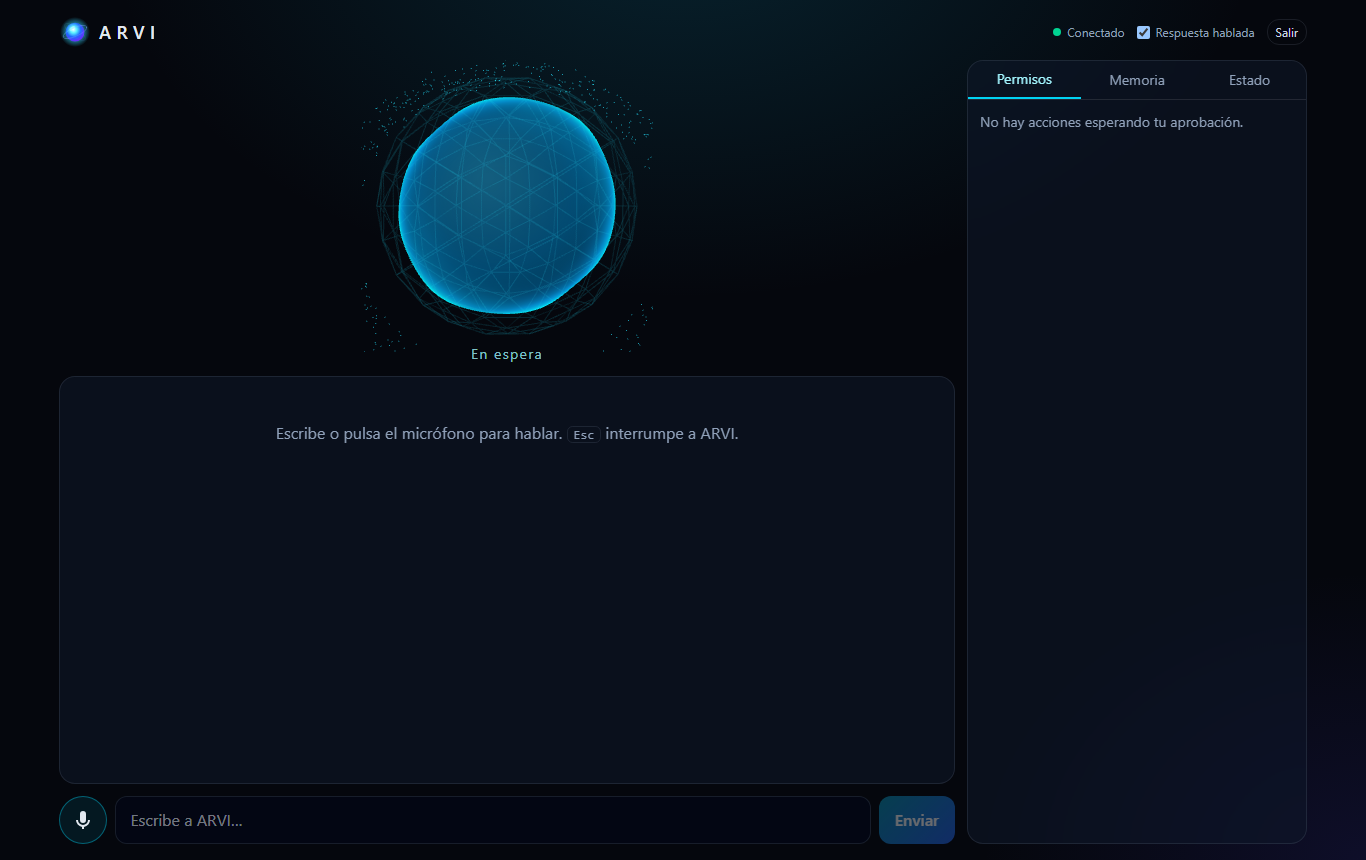 ARVI
Conectado
Respuesta hablada
Salir
Permisos
Memoria
Estado
No hay acciones esperando tu aprobación.
En espera
Escribe o pulsa el micrófono para hablar. Esc interrumpe a ARVI.
Escribe a ARVI...
Enviar